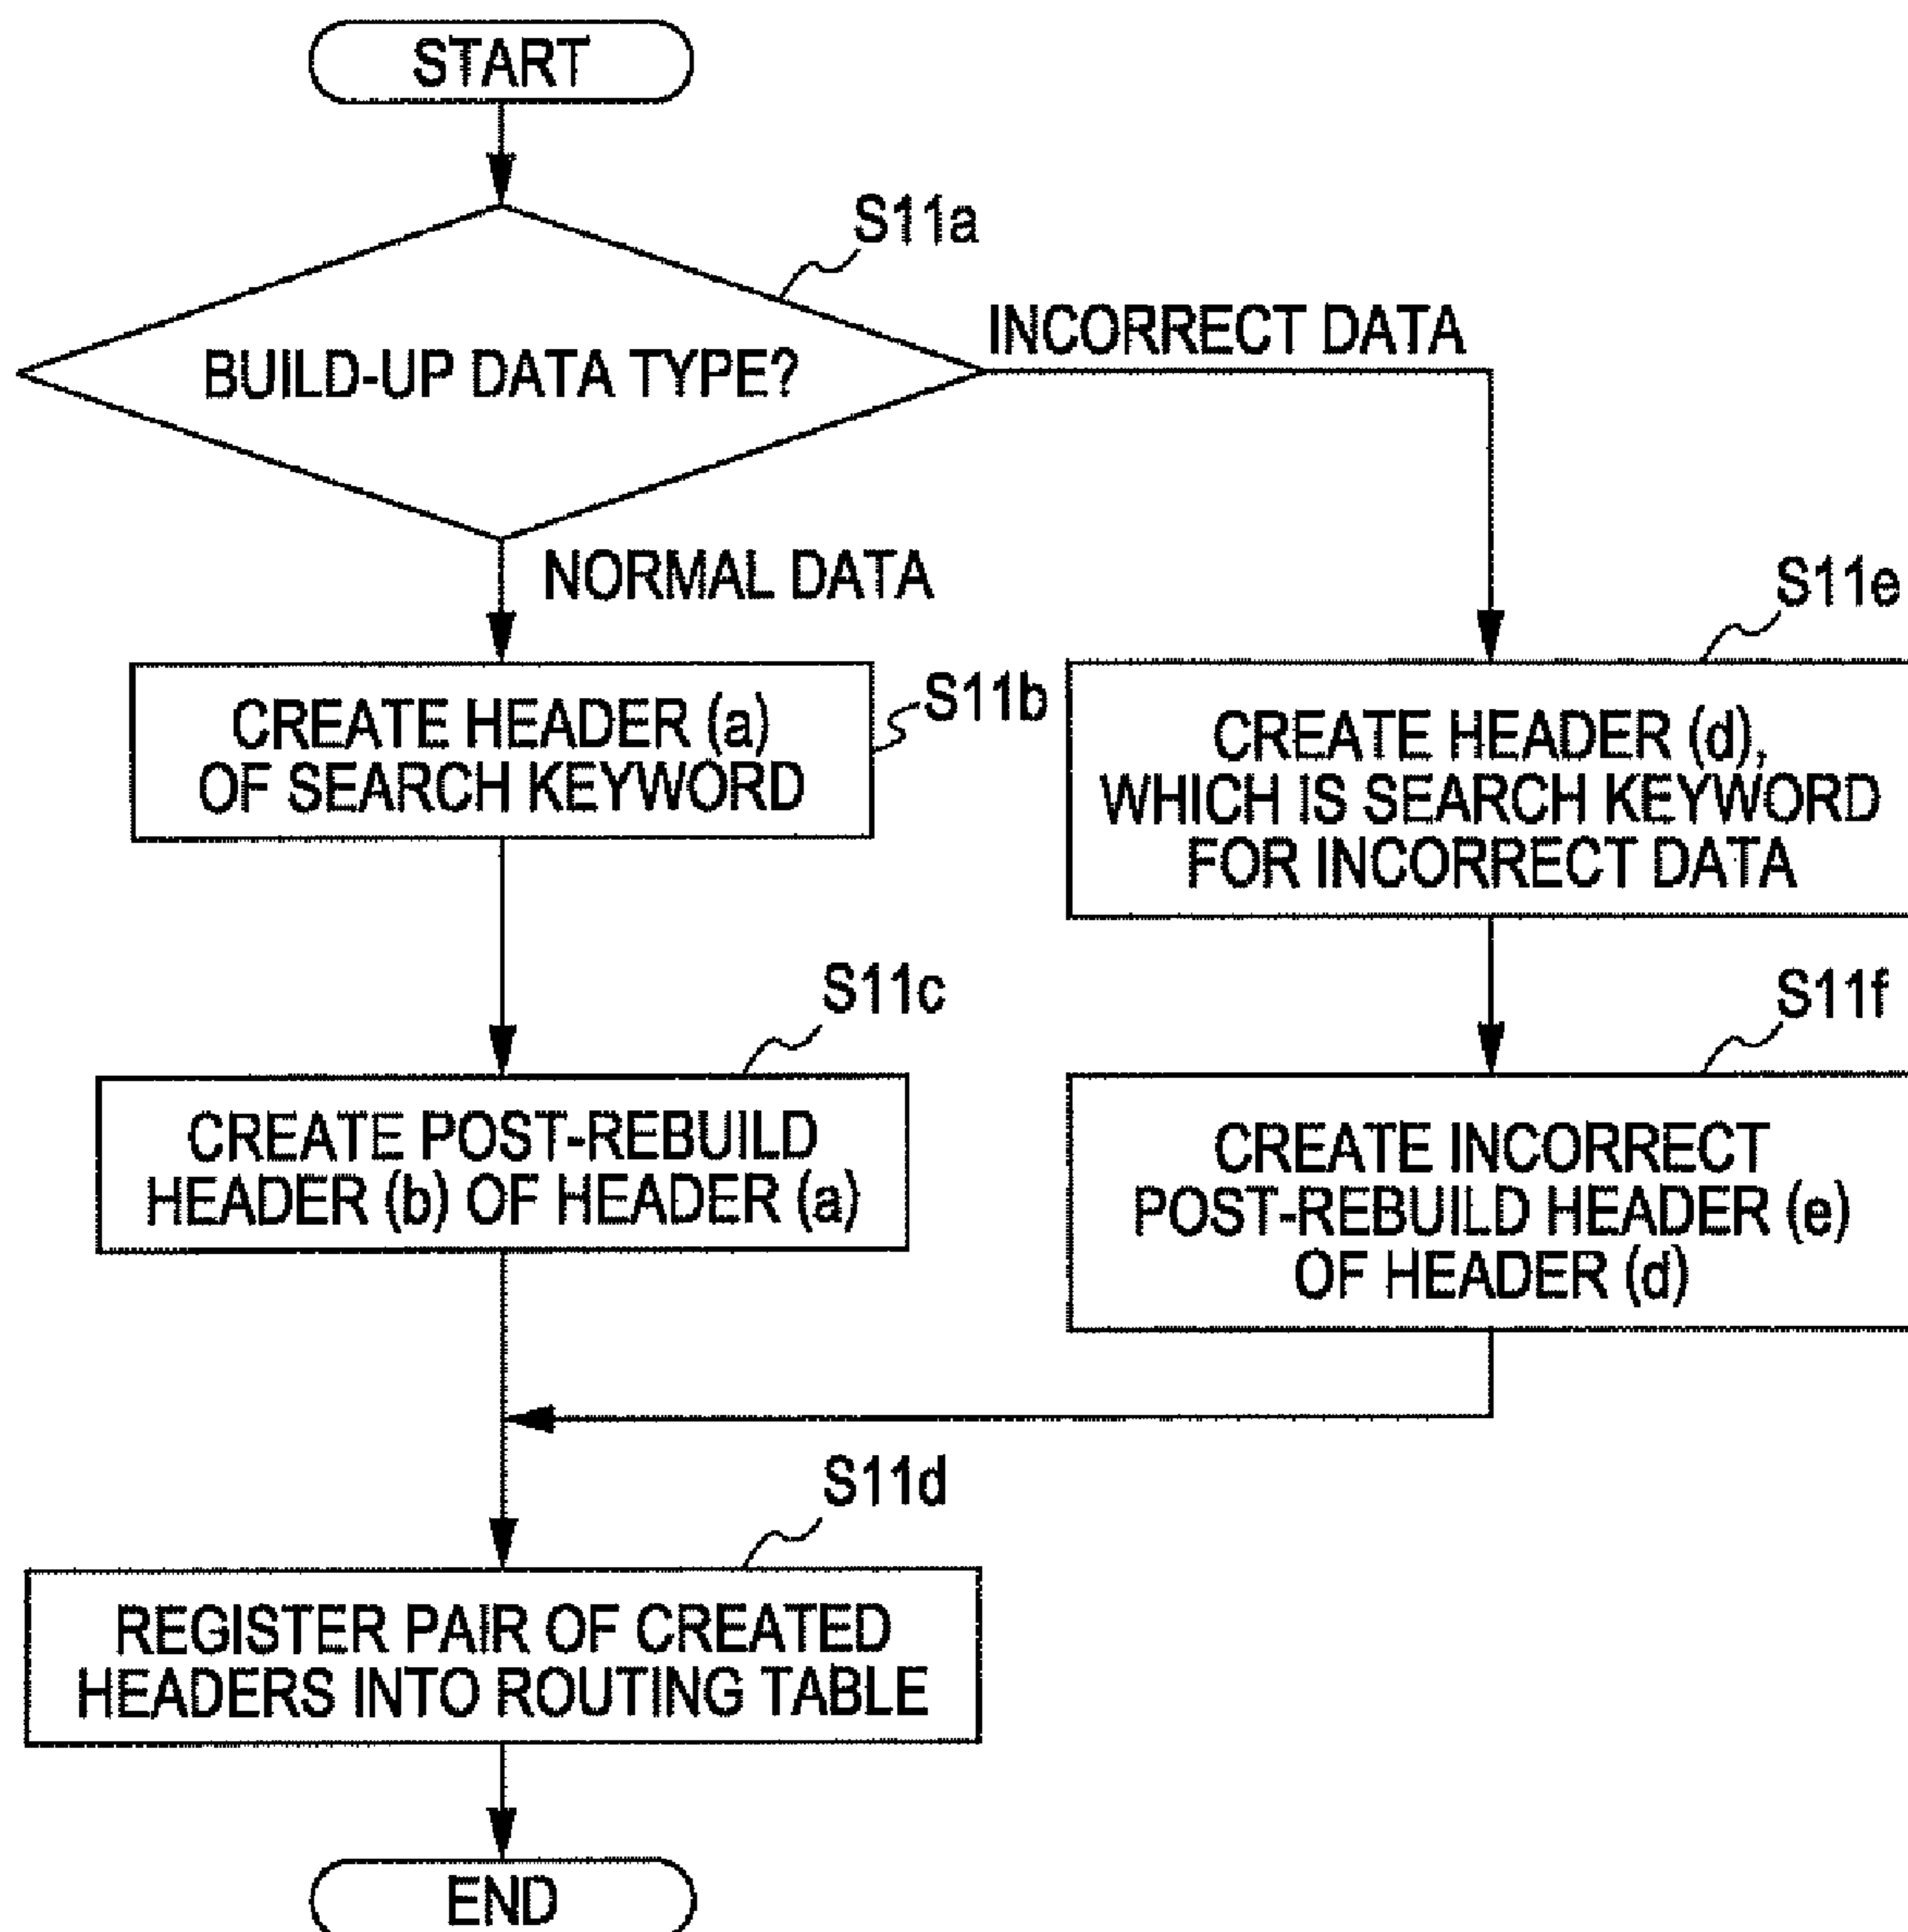 START
S11a
BUILD-UP DATA TYPE?
INCORRECT DATA
NORMAL DATA
S11b
CREATE HEADER (a)
OF SEARCH KEYWORD
S11e
CREATE HEADER (d),
WHICH IS SEARCH KEYWORD
FOR INCORRECT DATA
S11c
CREATE POST-REBUILD
HEADER (b) OF HEADER (a)
S11f
CREATE INCORRECT
POST-REBUILD HEADER (e)
OF HEADER (d)
S11d
REGISTER PAIR OF CREATED
HEADERS INTO ROUTING TABLE
END